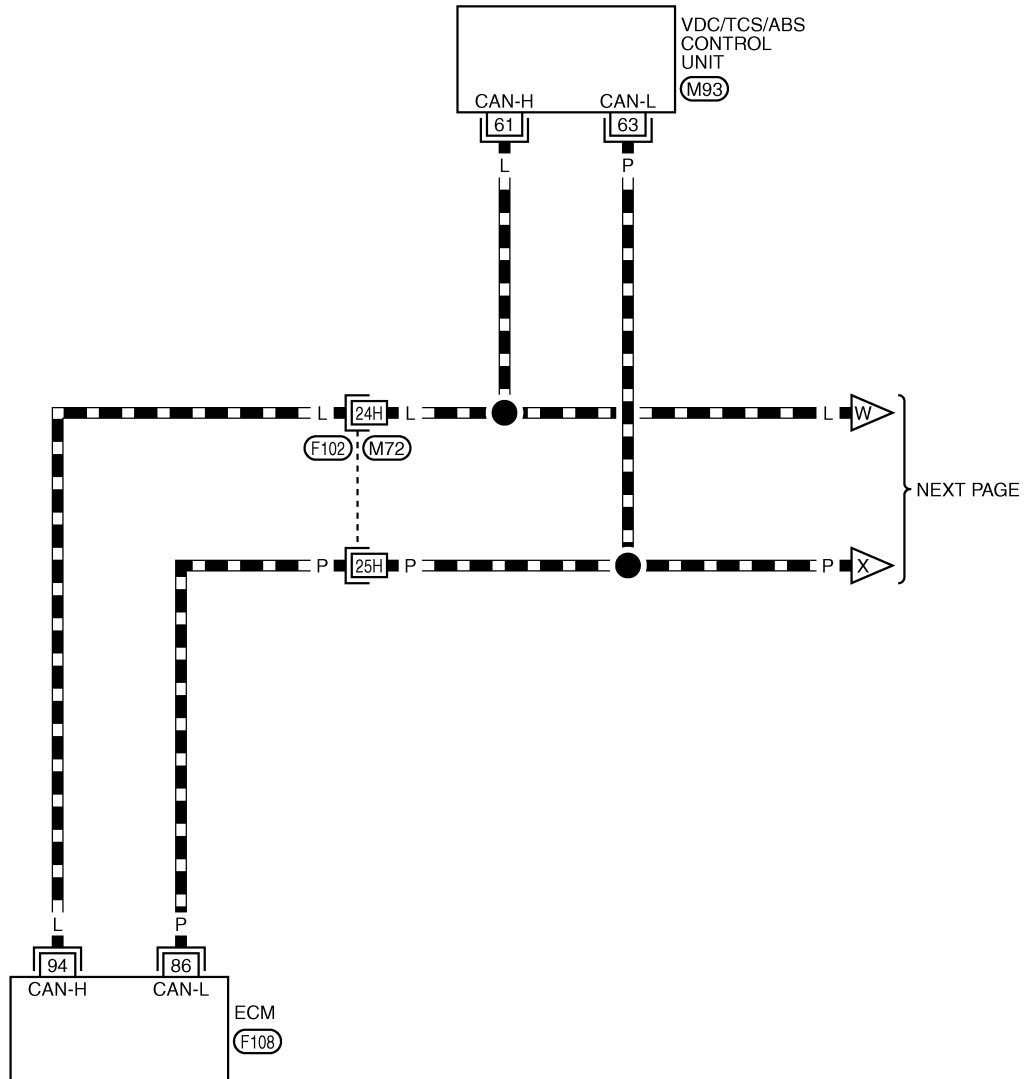 VDC/TCS/ABS
CONTROL
UNIT
M93
CAN-H CAN-L
61 63
L P
L 24H L L W
F102 M72
NEXT PAGE
P 25H P P X
L P
94 86
CAN-H CAN-L
ECM
F108